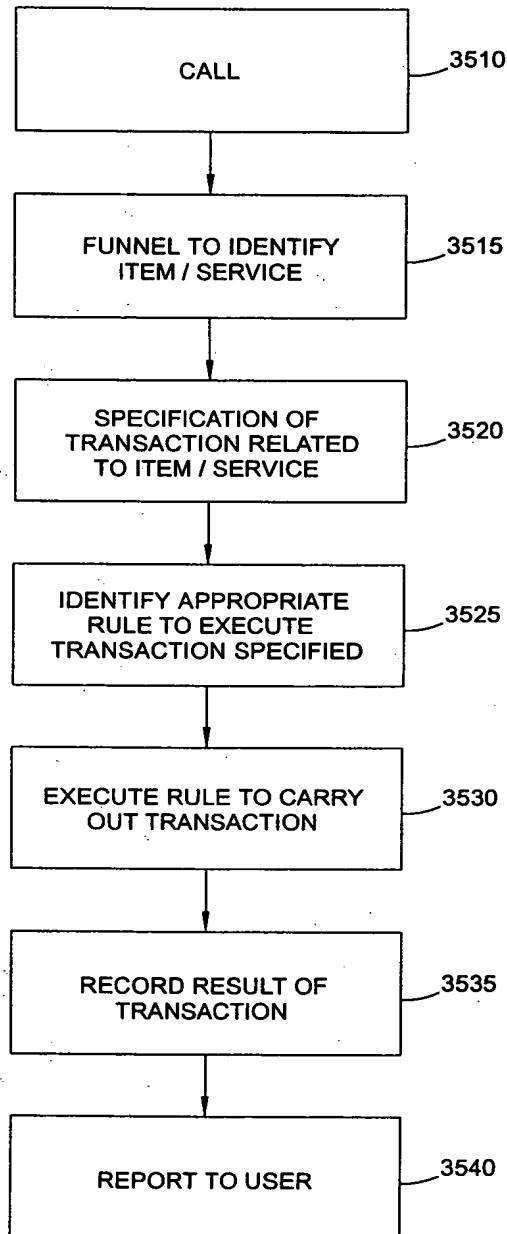 CALL
3510
FUNNEL TO IDENTIFY
ITEM / SERVICE
3515
SPECIFICATION OF
TRANSACTION RELATED
TO ITEM / SERVICE
3520
IDENTIFY APPROPRIATE
RULE TO EXECUTE
TRANSACTION SPECIFIED
3525
EXECUTE RULE TO CARRY
OUT TRANSACTION
3530
RECORD RESULT OF
TRANSACTION
3535
REPORT TO USER
3540